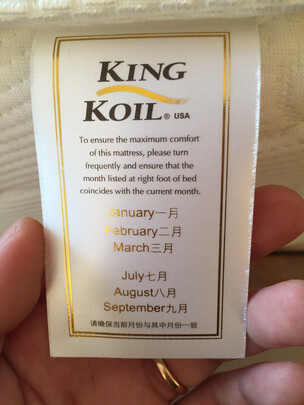 KING
KOIL® USA
To ensure the maximum comfort
of this mattress, please turn
frequently and ensure that the
month listed at right foot of bed
coincides with the current month.
January一月
February二月
March三月
July七月
August八月
September九月
请确保当前月份与其中月份一致